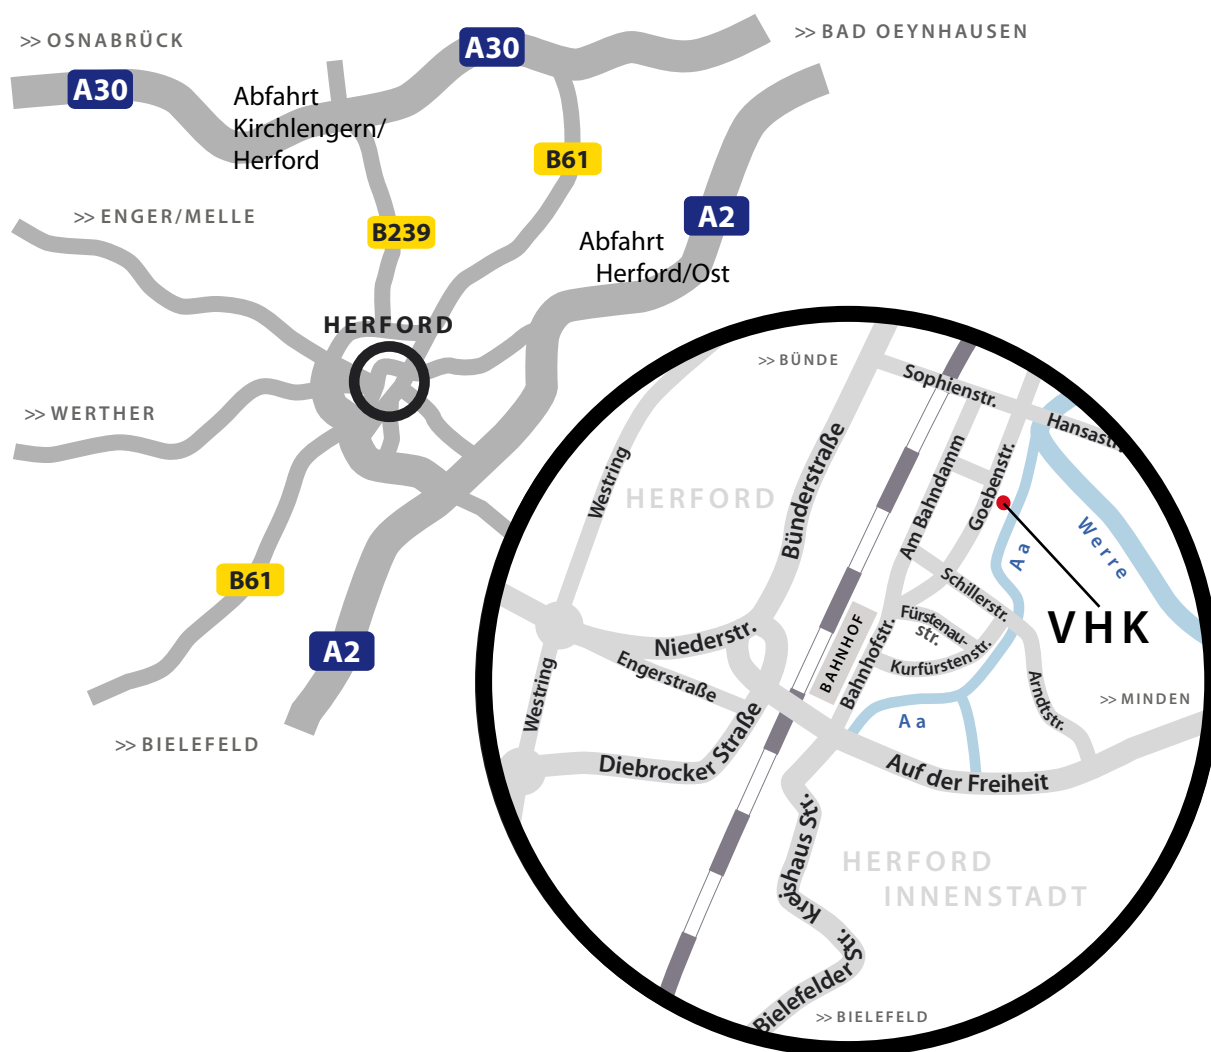 >> OSNABRÜCK
A30
>> BAD OEYNHAUSEN
A30
Abfahrt
Kirchlengern/
Herford
B61
>> ENGER/MELLE
A2
B239
Abfahrt
Herford/Ost
HERFORD
>> WERTHER
B61
A2
>> BIELEFELD
>> BÜNDE
Sophienstr.
Hansastr.
Westring
HERFORD
Bünderstraße
Am Bahndamm
Goebenstr.
Aa
Werre
Schillerstr.
VHK
Fürstenau-
str.
Kurfürstenstr.
Niederstr.
BAHNHOF
Bahnhofstr.
Engerstraße
Westring
Arndtstr.
>> MINDEN
Aa
Diebrocker Straße
Auf der Freiheit
Kreishaus Str.
HERFORD
INNENSTADT
Bielefelder Str.
>> BIELEFELD